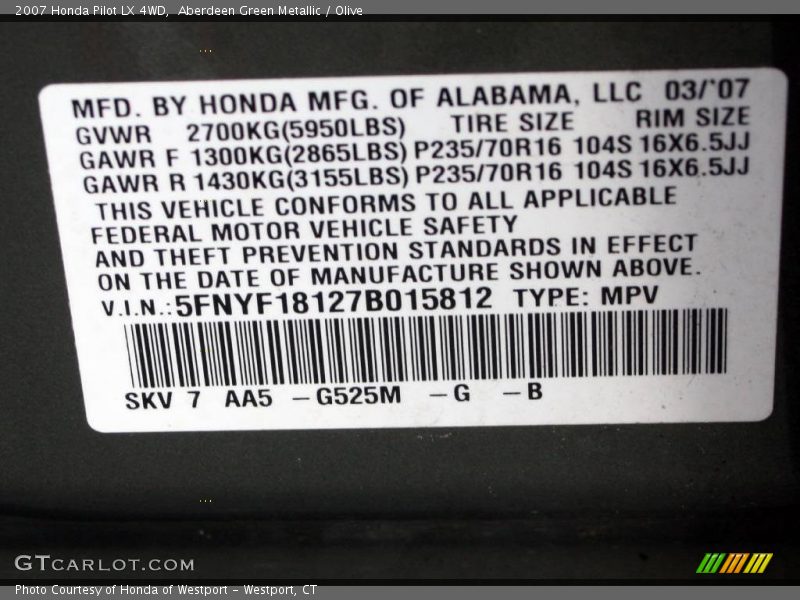 2007 Honda Pilot LX 4WD, Aberdeen Green Metallic / Olive
MFD. BY HONDA MFG. OF ALABAMA, LLC 03/'07
GVWR 2700KG(5950LBS) TIRE SIZE RIM SIZE
GAWR F 1300KG(2865LBS) P235/70R16 104S 16X6.5JJ
GAWR R 1430KG(3155LBS) P235/70R16 104S 16X6.5JJ
THIS VEHICLE CONFORMS TO ALL APPLICABLE
FEDERAL MOTOR VEHICLE SAFETY
AND THEFT PREVENTION STANDARDS IN EFFECT
ON THE DATE OF MANUFACTURE SHOWN ABOVE.
V.I.N.: 5FNYF18127B015812 TYPE: MPV
SKV 7 AA5 – G525M – G – B
GTCARLOT.COM
Photo Courtesy of Honda of Westport – Westport, CT